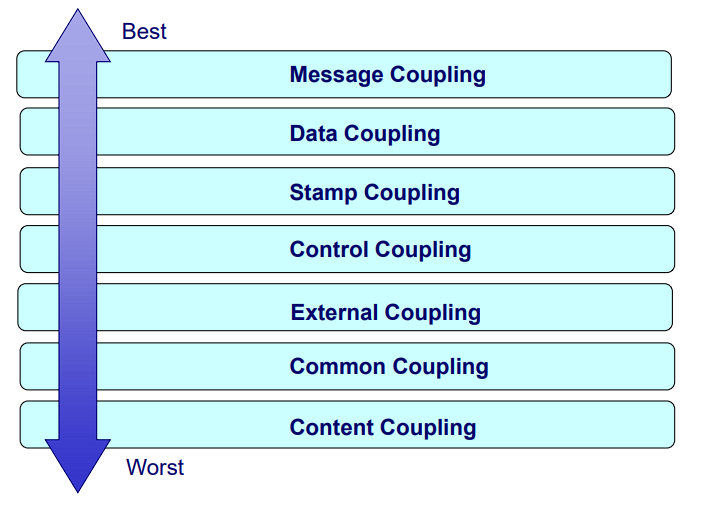 Best
Message Coupling
Data Coupling
Stamp Coupling
Control Coupling
External Coupling
Common Coupling
Content Coupling
Worst